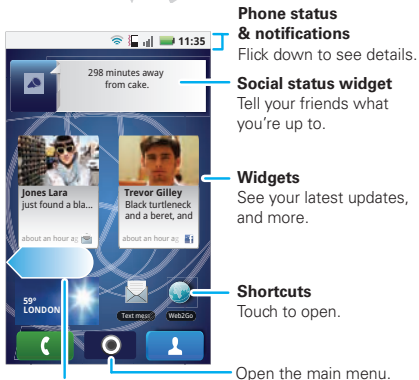 11:35
298 minutes away
from cake.
Jones Lara
just found a bla...
about an hour ag
Trevor Gilley
Black turtleneck
and a beret, and
about an hour ag
59°
LONDON
Text mess
Web2Go
Phone status
& notifications
Flick down to see details.
Social status widget
Tell your friends what
you're up to.
Widgets
See your latest updates,
and more.
Shortcuts
Touch to open.
Open the main menu.